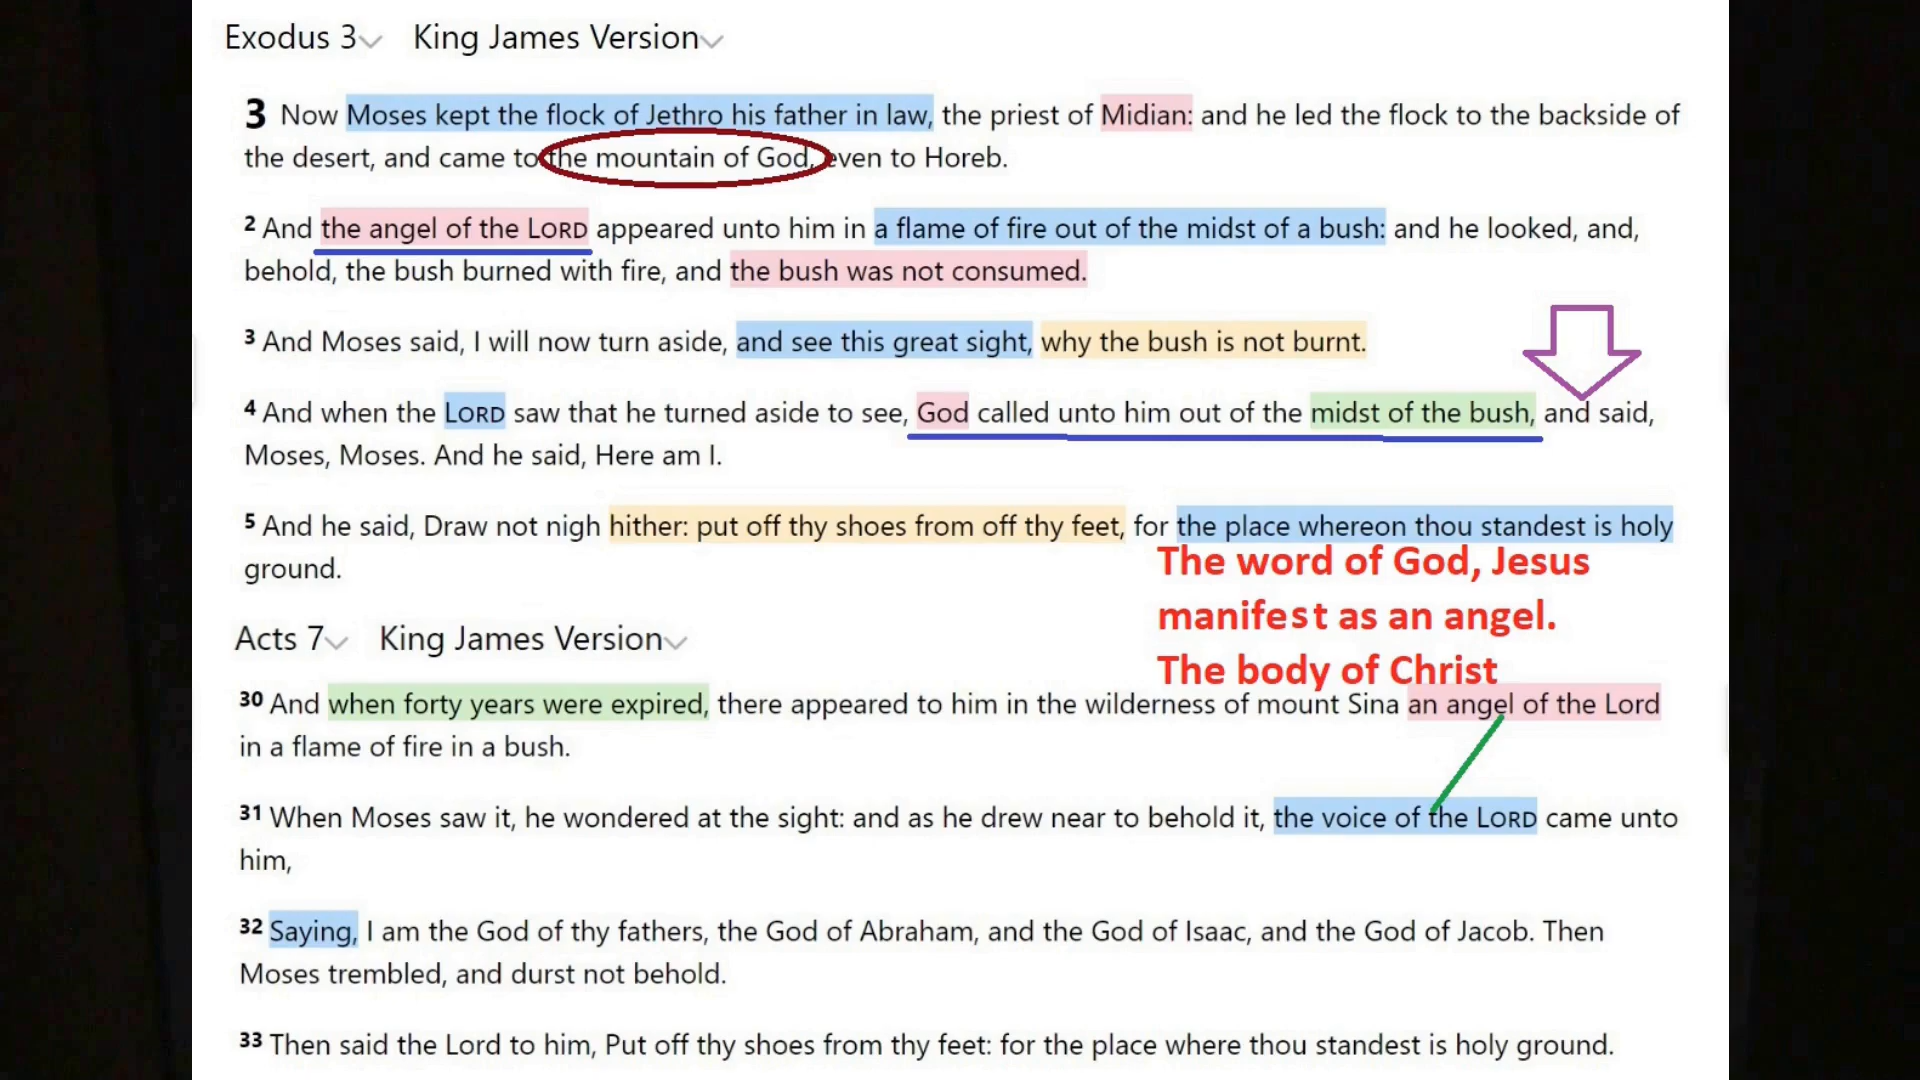 Exodus 3 King James Version
3 Now Moses kept the flock of Jethro his father in law, the priest of Midian: and he led the flock to the backside of
the desert, and came to the mountain of God, even to Horeb.
2 And the angel of the LORD appeared unto him in a flame of fire out of the midst of a bush: and he looked, and,
behold, the bush burned with fire, and the bush was not consumed.
3 And Moses said, I will now turn aside, and see this great sight, why the bush is not burnt.
4 And when the LORD saw that he turned aside to see, God called unto him out of the midst of the bush, and said,
Moses, Moses. And he said, Here am I.
5 And he said, Draw not nigh hither: put off thy shoes from off thy feet, for the place whereon thou standest is holy
ground.
The word of God, Jesus
manifest as an angel.
The body of Christ
Acts 7 King James Version
30 And when forty years were expired, there appeared to him in the wilderness of mount Sina an angel of the Lord
in a flame of fire in a bush.
31 When Moses saw it, he wondered at the sight: and as he drew near to behold it, the voice of the LORD came unto
him,
32 Saying, I am the God of thy fathers, the God of Abraham, and the God of Isaac, and the God of Jacob. Then
Moses trembled, and durst not behold.
33 Then said the Lord to him, Put off thy shoes from thy feet: for the place where thou standest is holy ground.